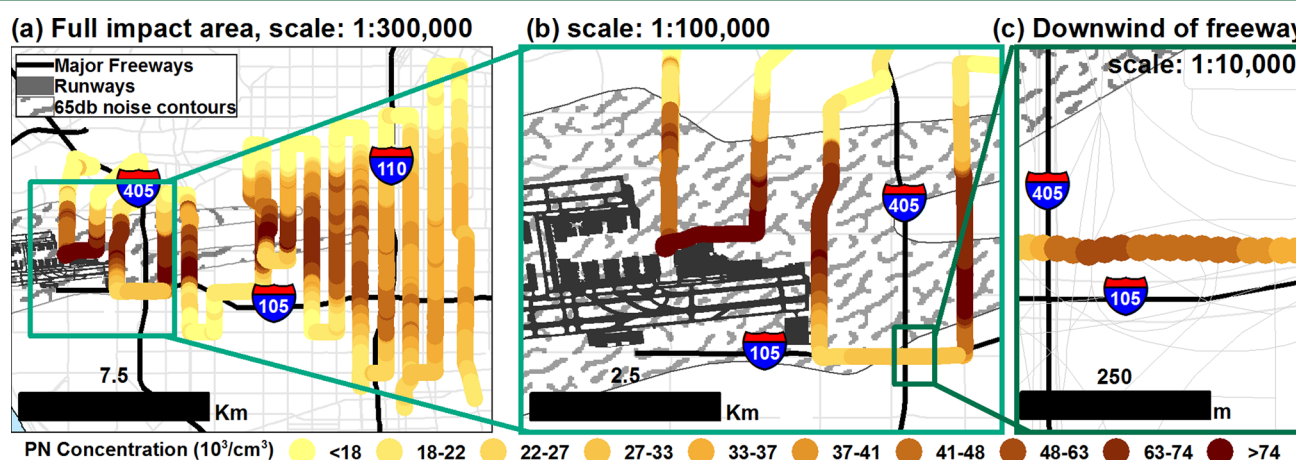 (a) Full impact area, scale: 1:300,000
(b) scale: 1:100,000
(c) Downwind of freeway
scale: 1:10,000
Major Freeways
Runways
65db noise contours
405
110
105
7.5
Km
405
105
2.5
Km
405
105
250
m
PN Concentration (10³/cm³) <18 18-22 22-27 27-33 33-37 37-41 41-48 48-63 63-74 >74